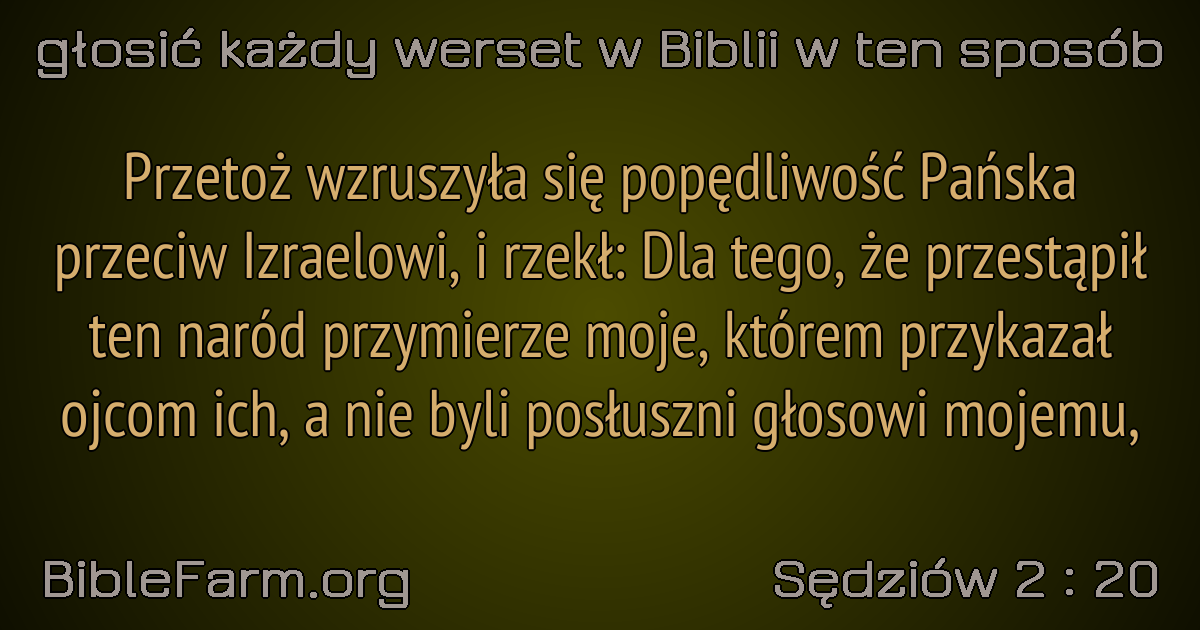 głosić każdy werset w Biblii w ten sposób
Przetoż wzruszyła się popędliwość Pańska
przeciw Izraelowi, i rzekł: Dla tego, że przestąpił
ten naród przymierze moje, którem przykazał
ojcom ich, a nie byli posłuszni głosowi mojemu,
BibleFarm.org
Sędziów 2 : 20